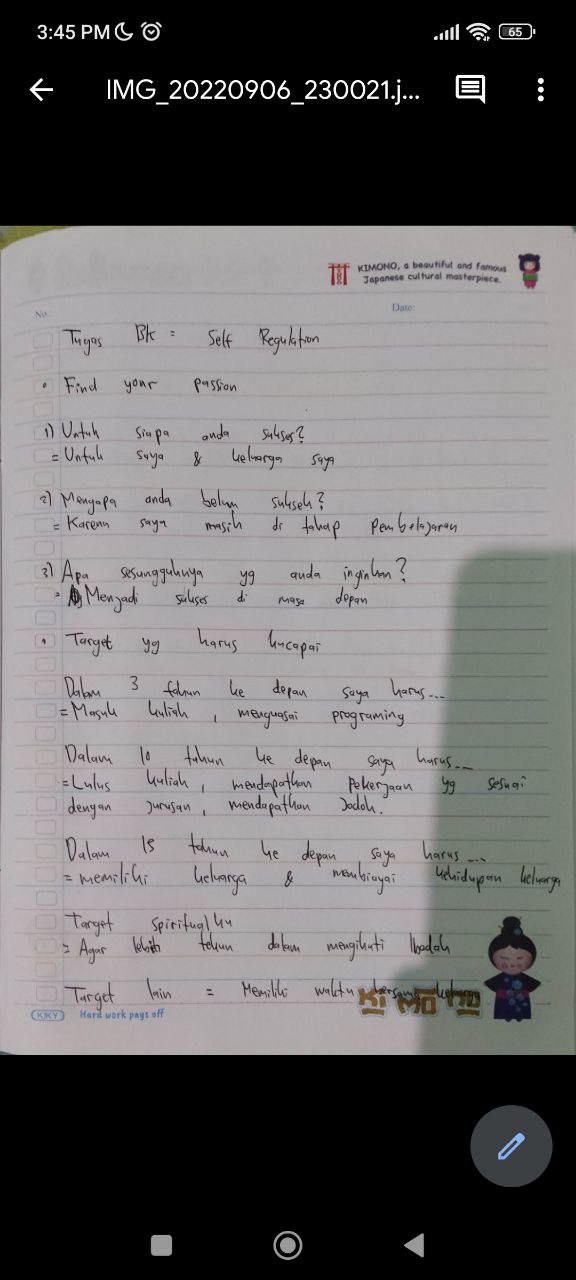 3:45 PM
65
IMG_20220906_230021.j...
KIMONO, a beautiful and famous
Japanese cultural masterpiece.
No.
Date:
Tugas BK = Self Regulation
• Find your passion
1) Untuk siapa anda sukses?
= Untuk saya & keluarga saya
2) Mengapa anda belum sukseh?
= Karena saya masih di tahap pembelajaran
3) Apa sesungguhnya yg anda inginkan?
= Menjadi sukses di masa depan
• Target yg harus kucapai
Dalam 3 tahun ke depan saya harus...
= Masuk kuliah, menguasai programing
Dalam 10 tahun ke depan saya harus...
= Lulus kuliah, mendapatkan pekerjaan yg sesuai
dengan jurusan, mendapatkan Jodoh.
Dalam 15 tahun ke depan saya harus...
= memiliki keluarga & membiayai kehidupan keluarga
Target spiritualku
= Agar lebih tekun dalam mengikuti Ibadah
Target lain = Memiliki waktu bersama keluarga
KIMONO
KIKY
Hard work pays off